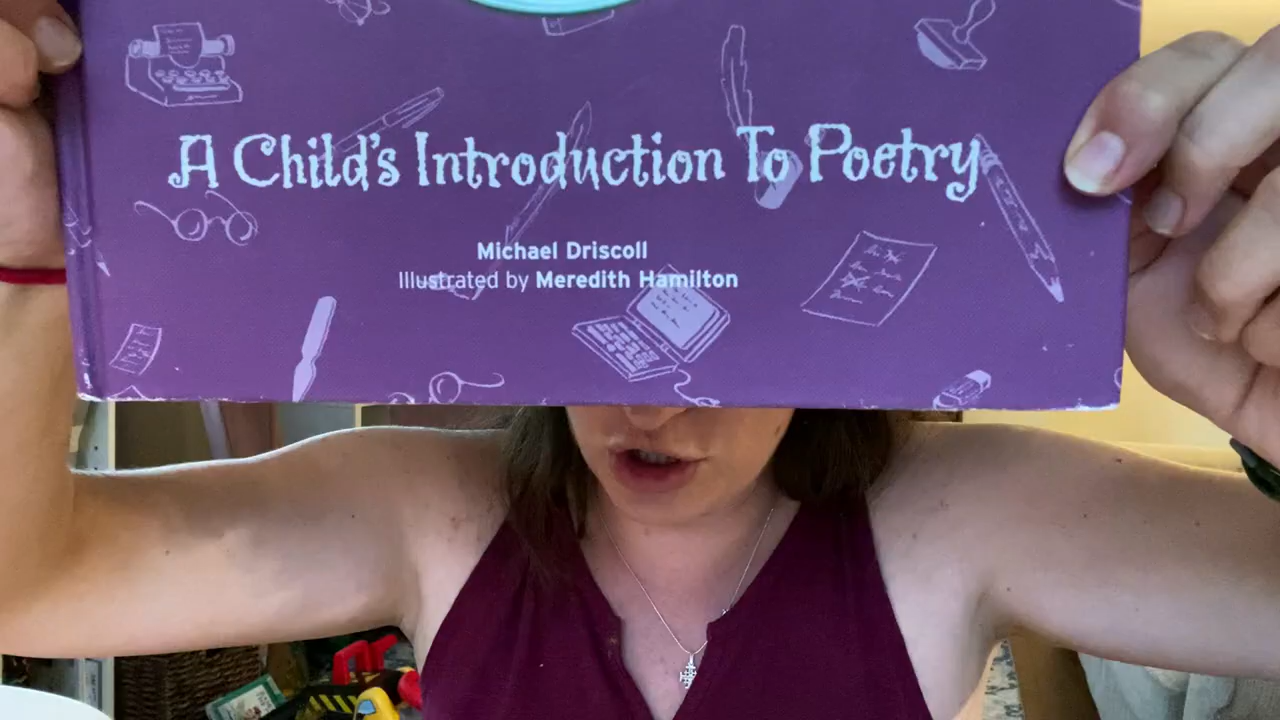 A Child's Introduction To Poetry
Michael Driscoll
Illustrated by Meredith Hamilton